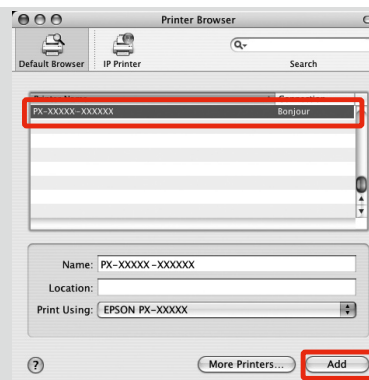 Printer Browser
Default Browser
IP Printer
Search
PX-XXXXX-XXXXXX Bonjour
Name: PX-XXXXX-XXXXXX
Location:
Print Using: EPSON PX-XXXXX
? More Printers... Add